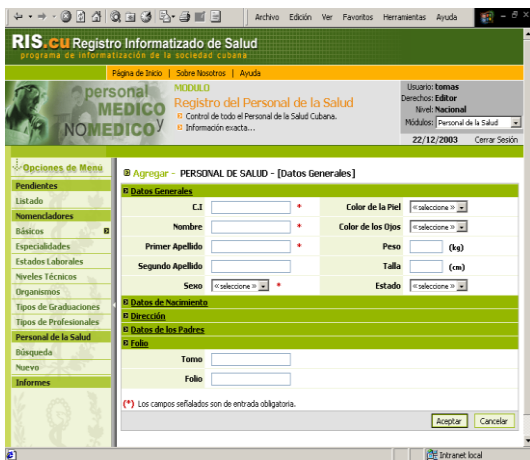 Archivo Edición Ver Favoritos Herramientas Ayuda
RIS.CU Registro Informatizado de Salud
programa de informatización de la sociedad cubana
Página de Inicio | Sobre Nosotros | Ayuda
personal MEDICO Y NO MEDICO
MODULO
Registro del Personal de la Salud
Control de todo el Personal de la Salud Cubana.
Información exacta...
Usuario: tomas
Derechos: Editor
Nivel: Nacional
Módulos: Personal de la Salud
22/12/2003 Cerrar Sesión
Opciones de Menú
Pendientes
Listado
Nomencladores
Básicos
Especialidades
Estados Laborales
Niveles Técnicos
Organismos
Tipos de Graduaciones
Tipos de Profesionales
Personal de la Salud
Búsqueda
Nuevo
Informes
Agregar - PERSONAL DE SALUD - [Datos Generales]
Datos Generales
C.I * Color de la Piel «seleccione »
Nombre * Color de los Ojos «seleccione »
Primer Apellido * Peso (kg)
Segundo Apellido Talla (cm)
Sexo «seleccione » * Estado «seleccione »
Datos de Nacimiento
Dirección
Datos de los Padres
Folio
Tomo
Folio
(*) Los campos señalados son de entrada obligatoria.
Aceptar Cancelar
Intranet local